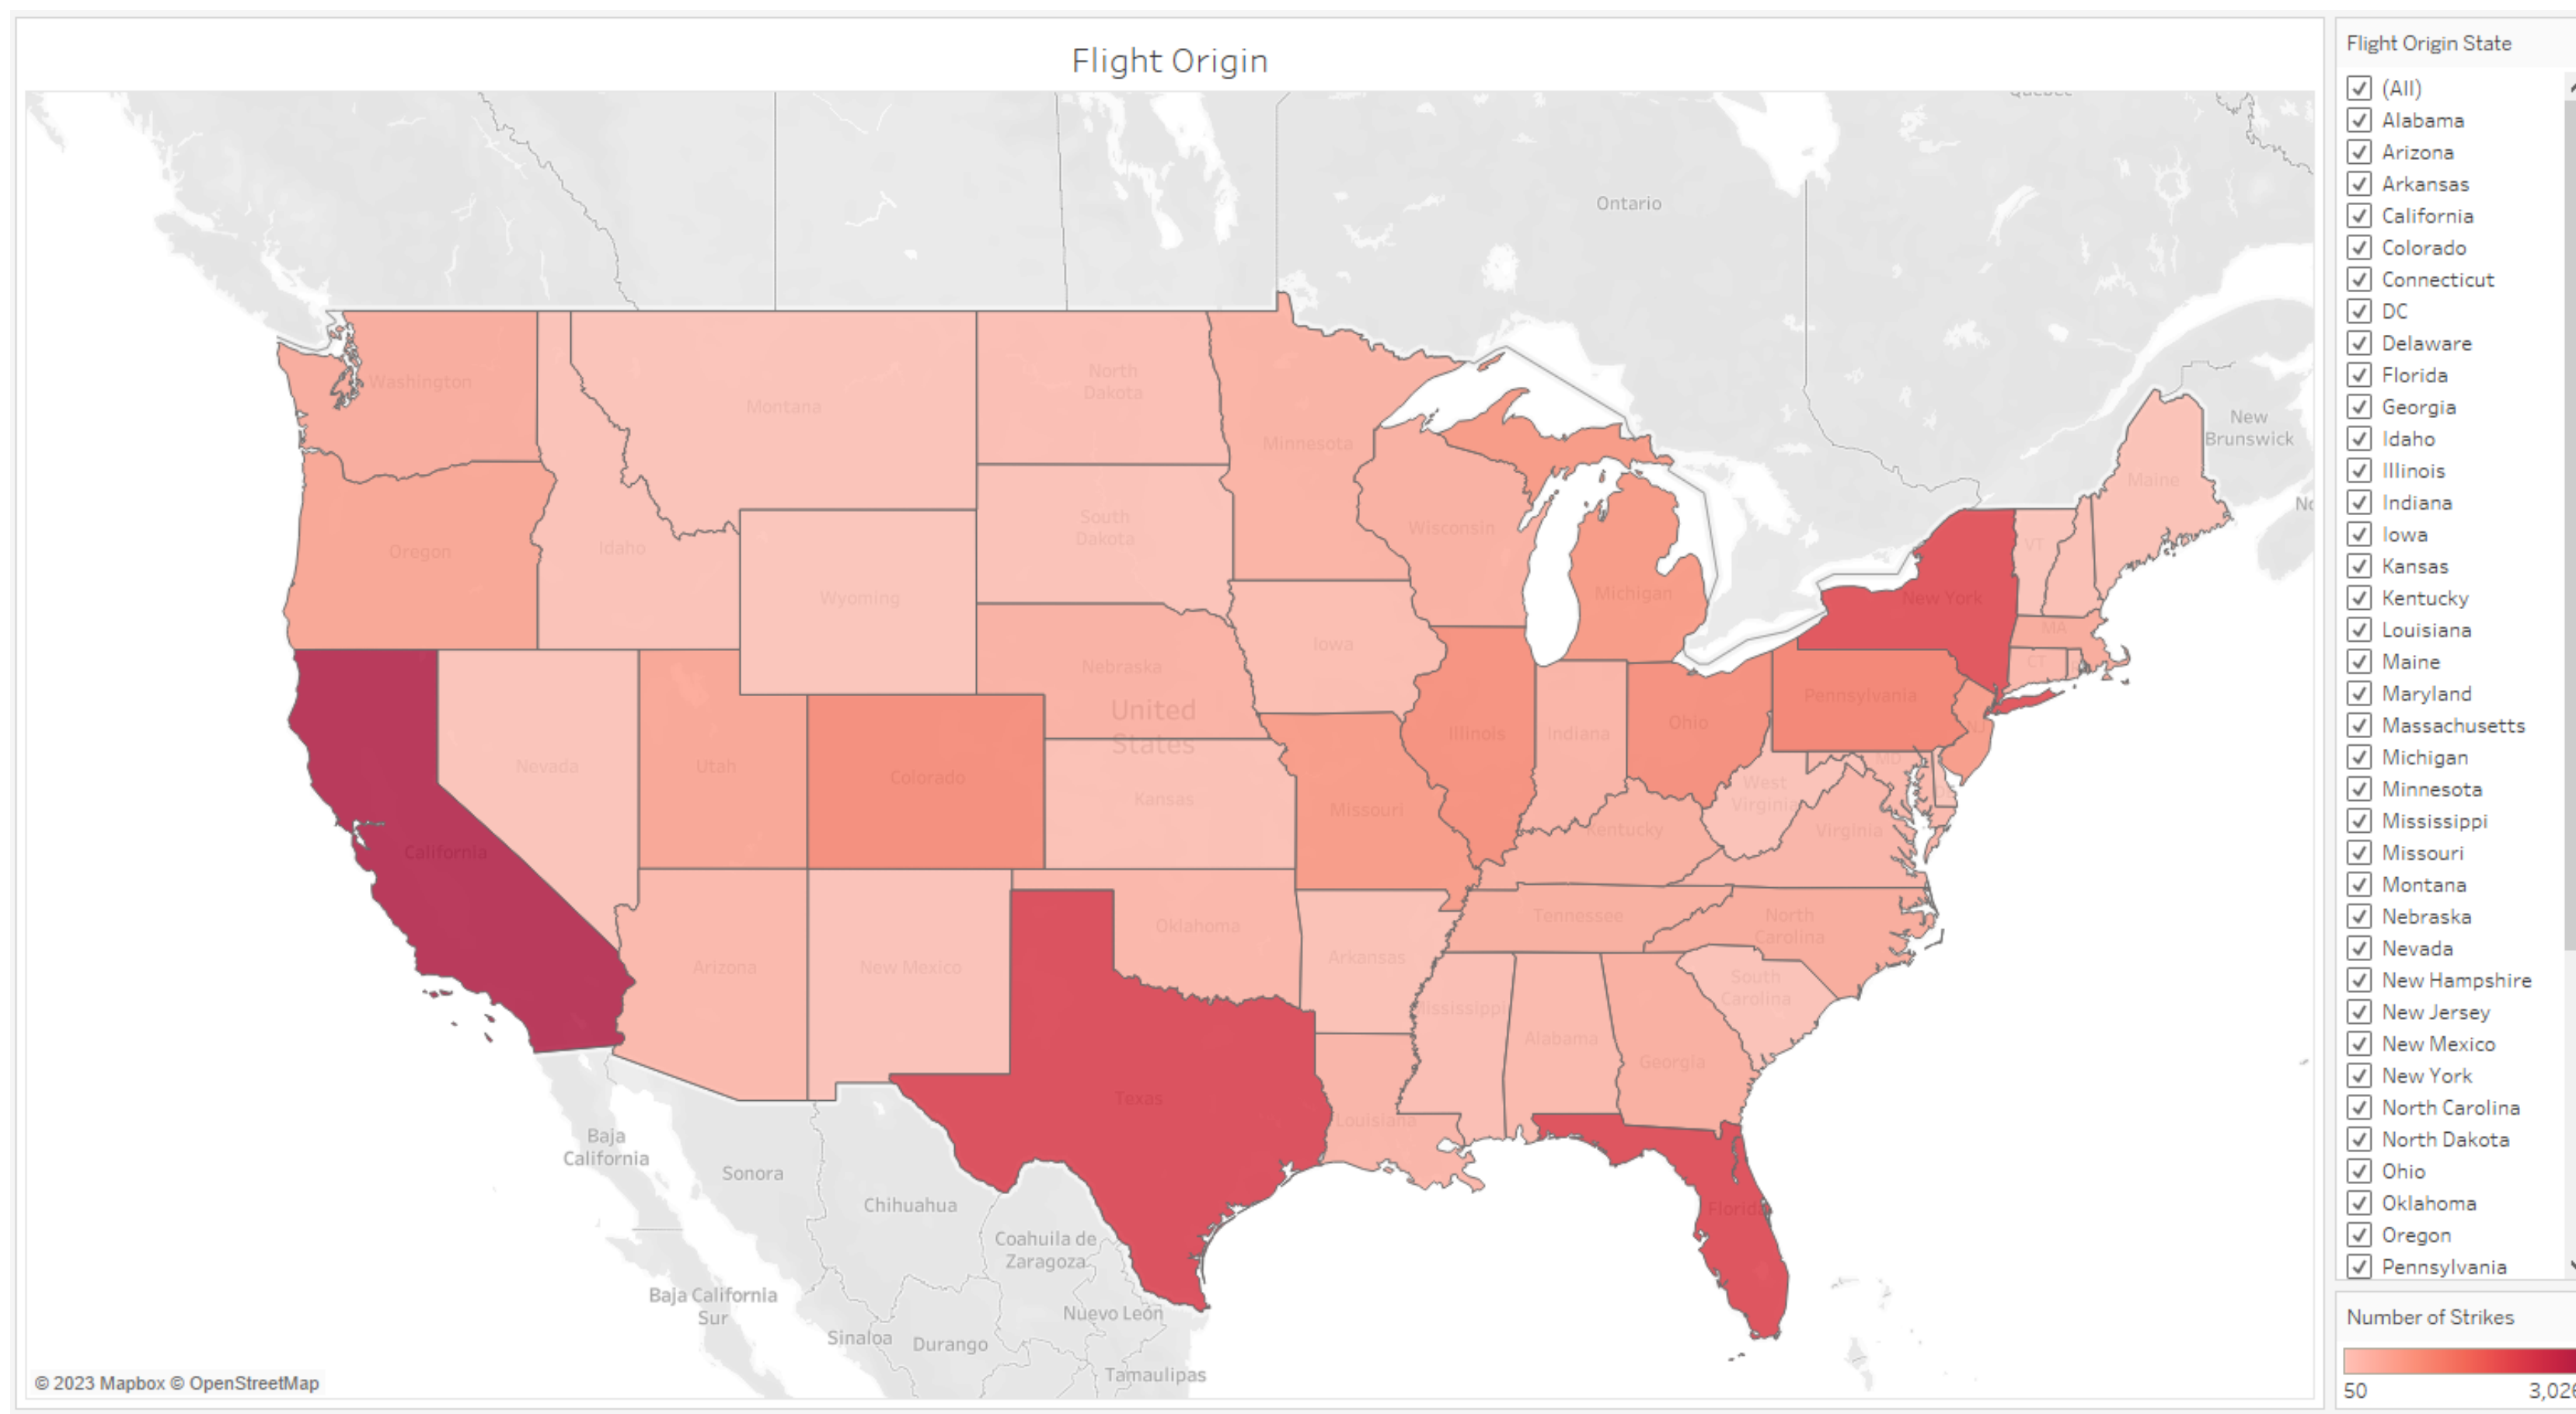 Flight Origin
Ontario
New
Brunswick
Washington
Montana
North
Dakota
Minnesota
Maine
Oregon
Idaho
South
Dakota
Wisconsin
VT
Wyoming
Michigan
New York
MA
Iowa
Nebraska
CT
Pennsylvania
United
States
Ohio
NJ
Illinois
Indiana
Nevada
Utah
Colorado
MD
West
Virginia
Kansas
Missouri
Kentucky
Virginia
California
Tennessee
North
Carolina
Oklahoma
Arkansas
Arizona
New Mexico
South
Carolina
Mississippi
Alabama
Georgia
Texas
Louisiana
Florida
Baja
California
Sonora
Chihuahua
Coahuila de
Zaragoza
Baja California
Sur
Nuevo León
Sinaloa
Durango
Tamaulipas
© 2023 Mapbox © OpenStreetMap
Flight Origin State
(All)
Alabama
Arizona
Arkansas
California
Colorado
Connecticut
DC
Delaware
Florida
Georgia
Idaho
Illinois
Indiana
Iowa
Kansas
Kentucky
Louisiana
Maine
Maryland
Massachusetts
Michigan
Minnesota
Mississippi
Missouri
Montana
Nebraska
Nevada
New Hampshire
New Jersey
New Mexico
New York
North Carolina
North Dakota
Ohio
Oklahoma
Oregon
Pennsylvania
Number of Strikes
50
3,026